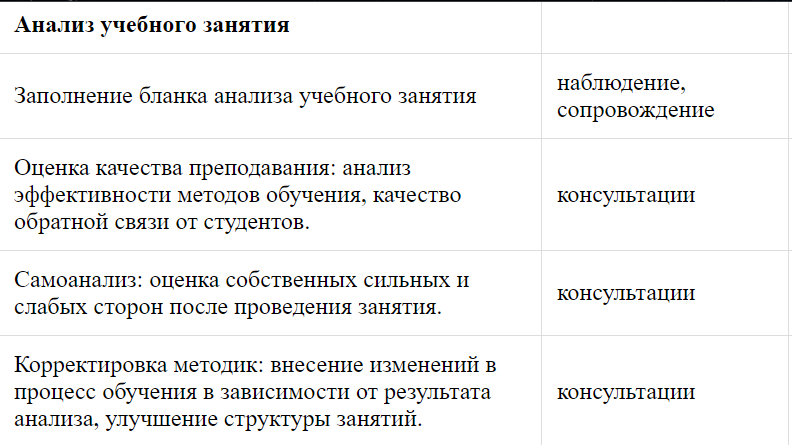 Анализ учебного занятия
Заполнение бланка анализа учебного занятия
наблюдение,
сопровождение
Оценка качества преподавания: анализ
эффективности методов обучения, качество
обратной связи от студентов.
консультации
Самоанализ: оценка собственных сильных и
слабых сторон после проведения занятия.
консультации
Корректировка методик: внесение изменений в
процесс обучения в зависимости от результата
анализа, улучшение структуры занятий.
консультации